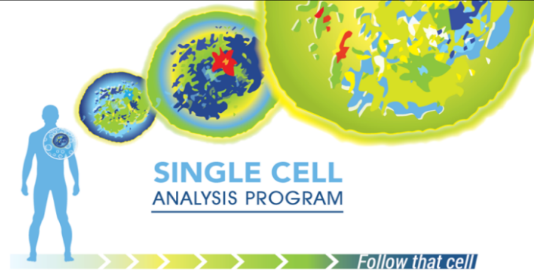 SINGLE CELL
ANALYSIS PROGRAM
Follow that cell